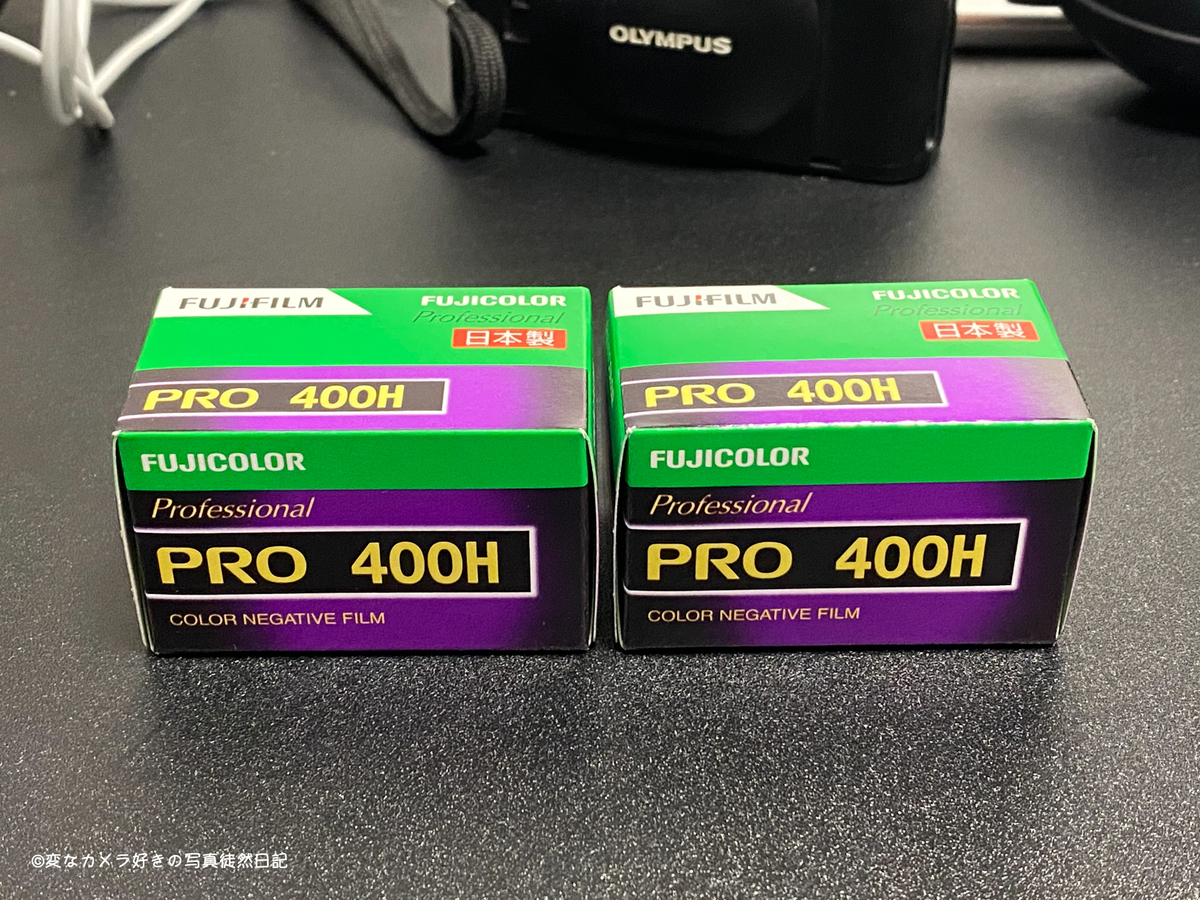 OLYMPUS
FUJIFILM
FUJICOLOR
Professional
日本製
PRO 400H
FUJICOLOR
Professional
PRO 400H
COLOR NEGATIVE FILM
FUJIFILM
FUJICOLOR
Professional
日本製
PRO 400H
FUJICOLOR
Professional
PRO 400H
COLOR NEGATIVE FILM
©変なカメラ好きの写真徒然日記